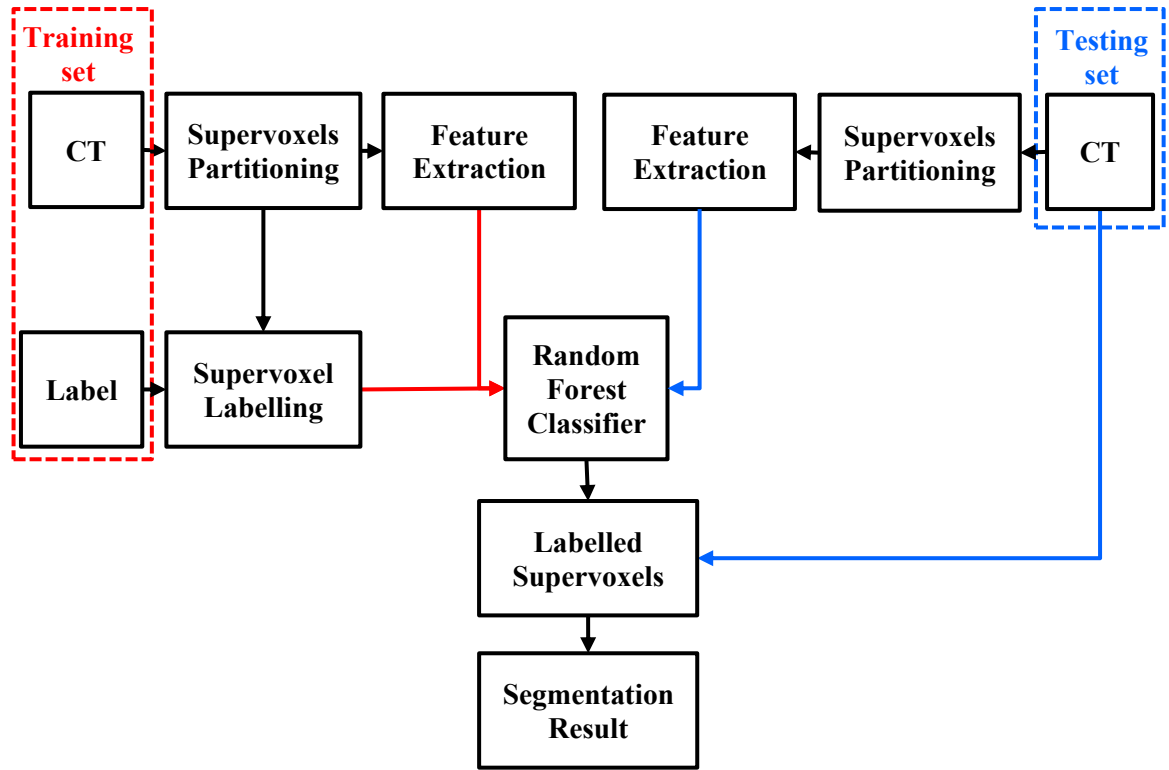 Training
set
Testing
set
CT
Supervoxels
Partitioning
Feature
Extraction
Feature
Extraction
Supervoxels
Partitioning
CT
Label
Supervoxel
Labelling
Random
Forest
Classifier
Labelled
Supervoxels
Segmentation
Result